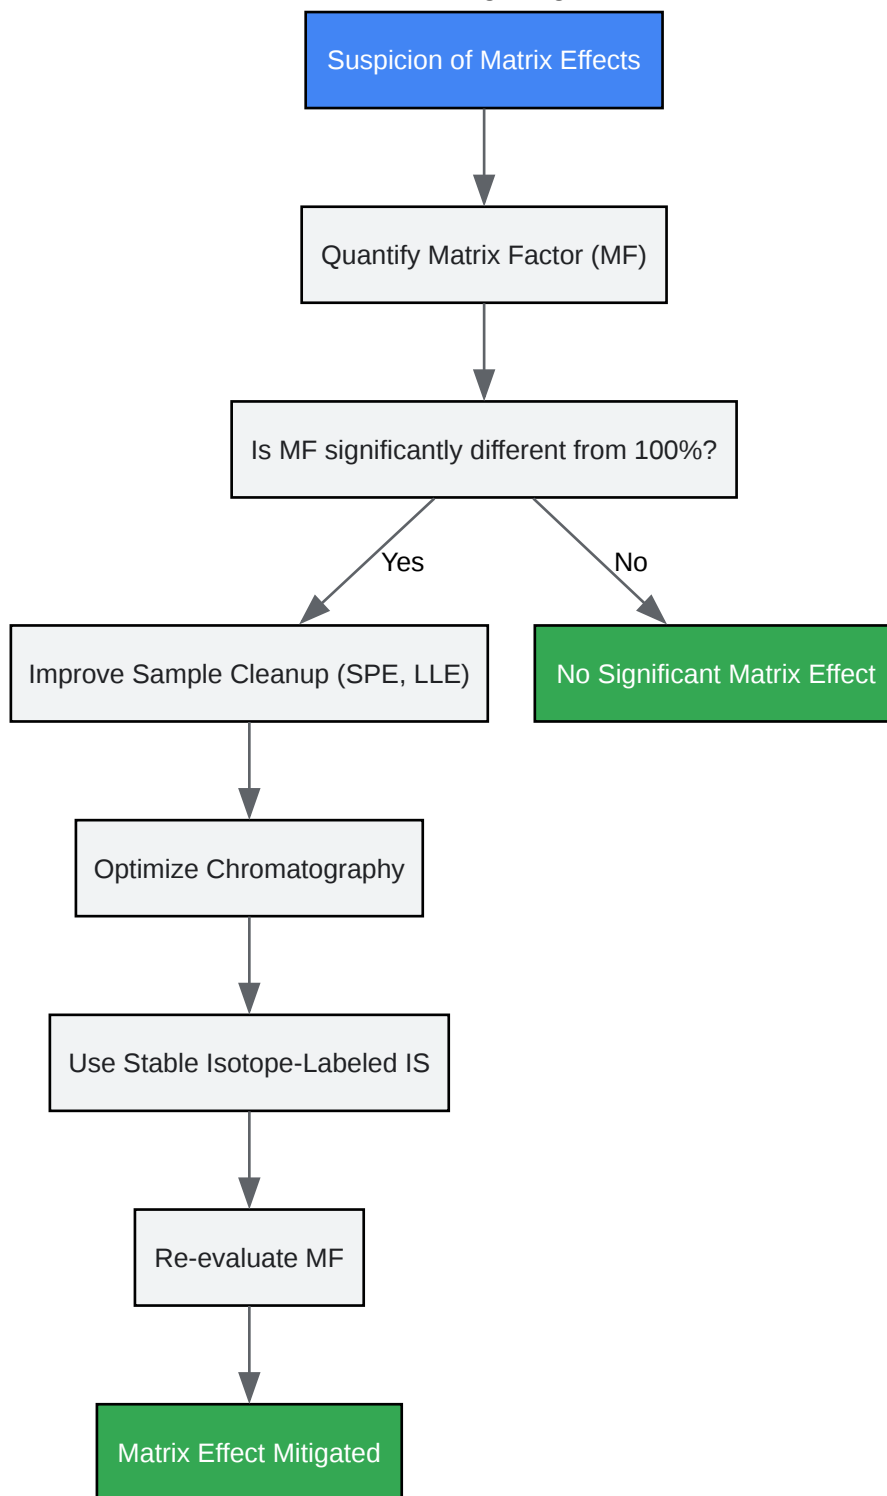 Suspicion of Matrix Effects
Quantify Matrix Factor (MF)
Is MF significantly different from 100%?
Yes
No
Improve Sample Cleanup (SPE, LLE)
No Significant Matrix Effect
Optimize Chromatography
Use Stable Isotope-Labeled IS
Re-evaluate MF
Matrix Effect Mitigated